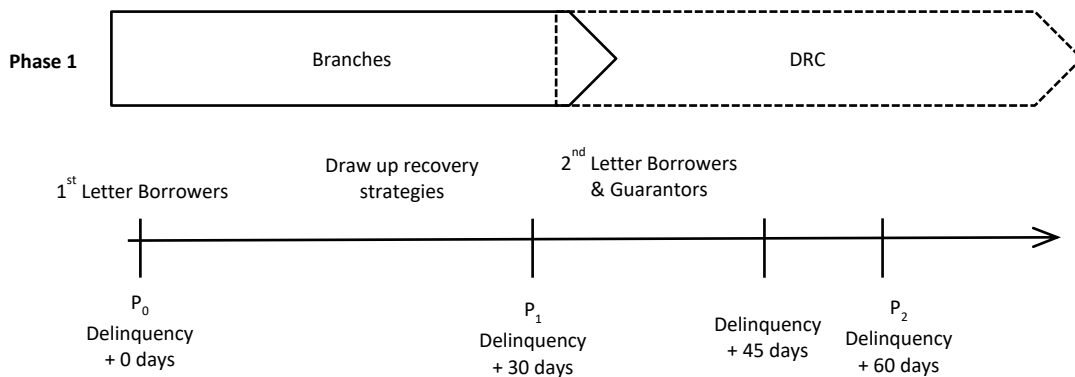 Phase 1
Branches
DRC
1st Letter Borrowers
Draw up recovery
strategies
2nd Letter Borrowers
& Guarantors
P0
Delinquency
+ 0 days
P1
Delinquency
+ 30 days
Delinquency
+ 45 days
P2
Delinquency
+ 60 days